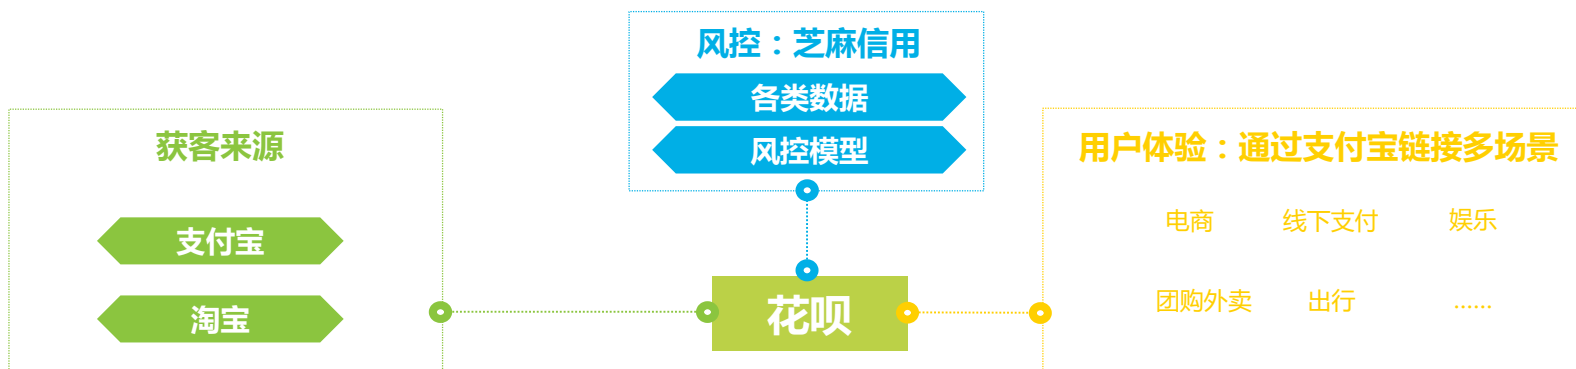 风控：芝麻信用
各类数据
风控模型
获客来源
支付宝
淘宝
花呗
用户体验：通过支付宝链接多场景
电商 线下支付 娱乐
团购外卖 出行 ……